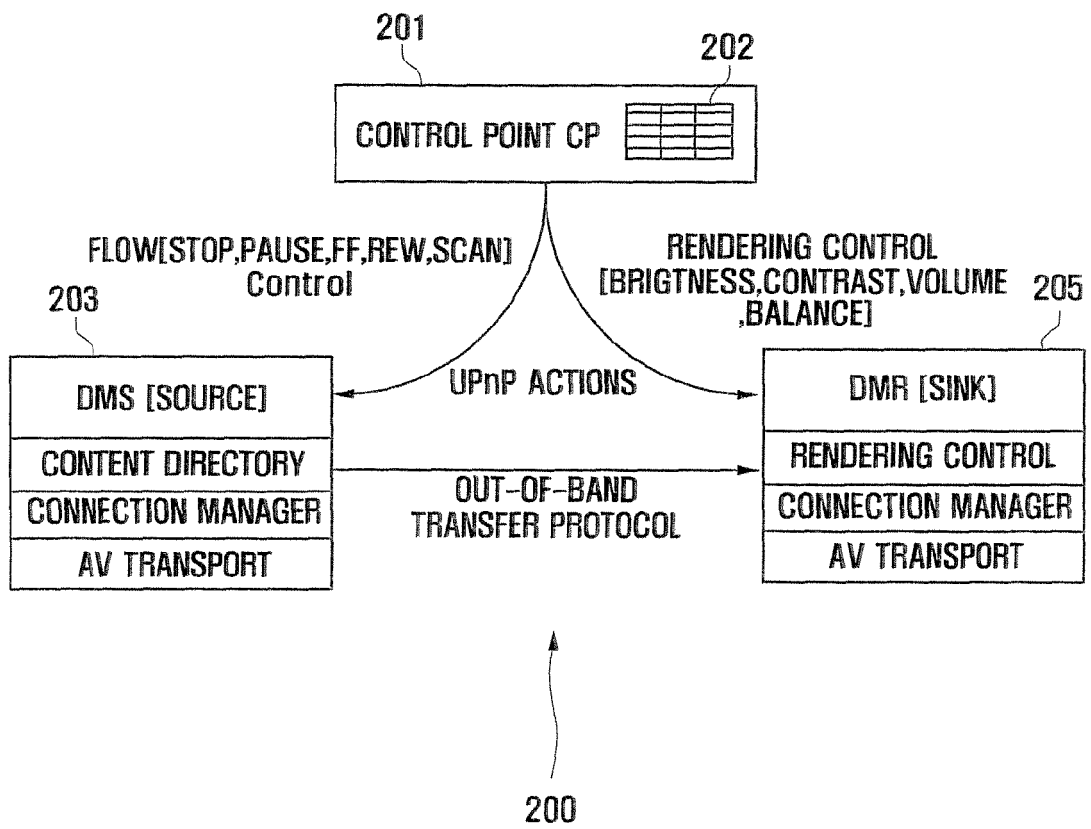 201
202
CONTROL POINT CP
FLOW[STOP,PAUSE,FF,REW,SCAN]
Control
RENDERING CONTROL
[BRIGTNESS,CONTRAST,VOLUME
,BALANCE]
203
205
DMS [SOURCE]
UPnP ACTIONS
DMR [SINK]
CONTENT DIRECTORY
CONNECTION MANAGER
AV TRANSPORT
OUT-OF-BAND
TRANSFER PROTOCOL
RENDERING CONTROL
CONNECTION MANAGER
AV TRANSPORT
200